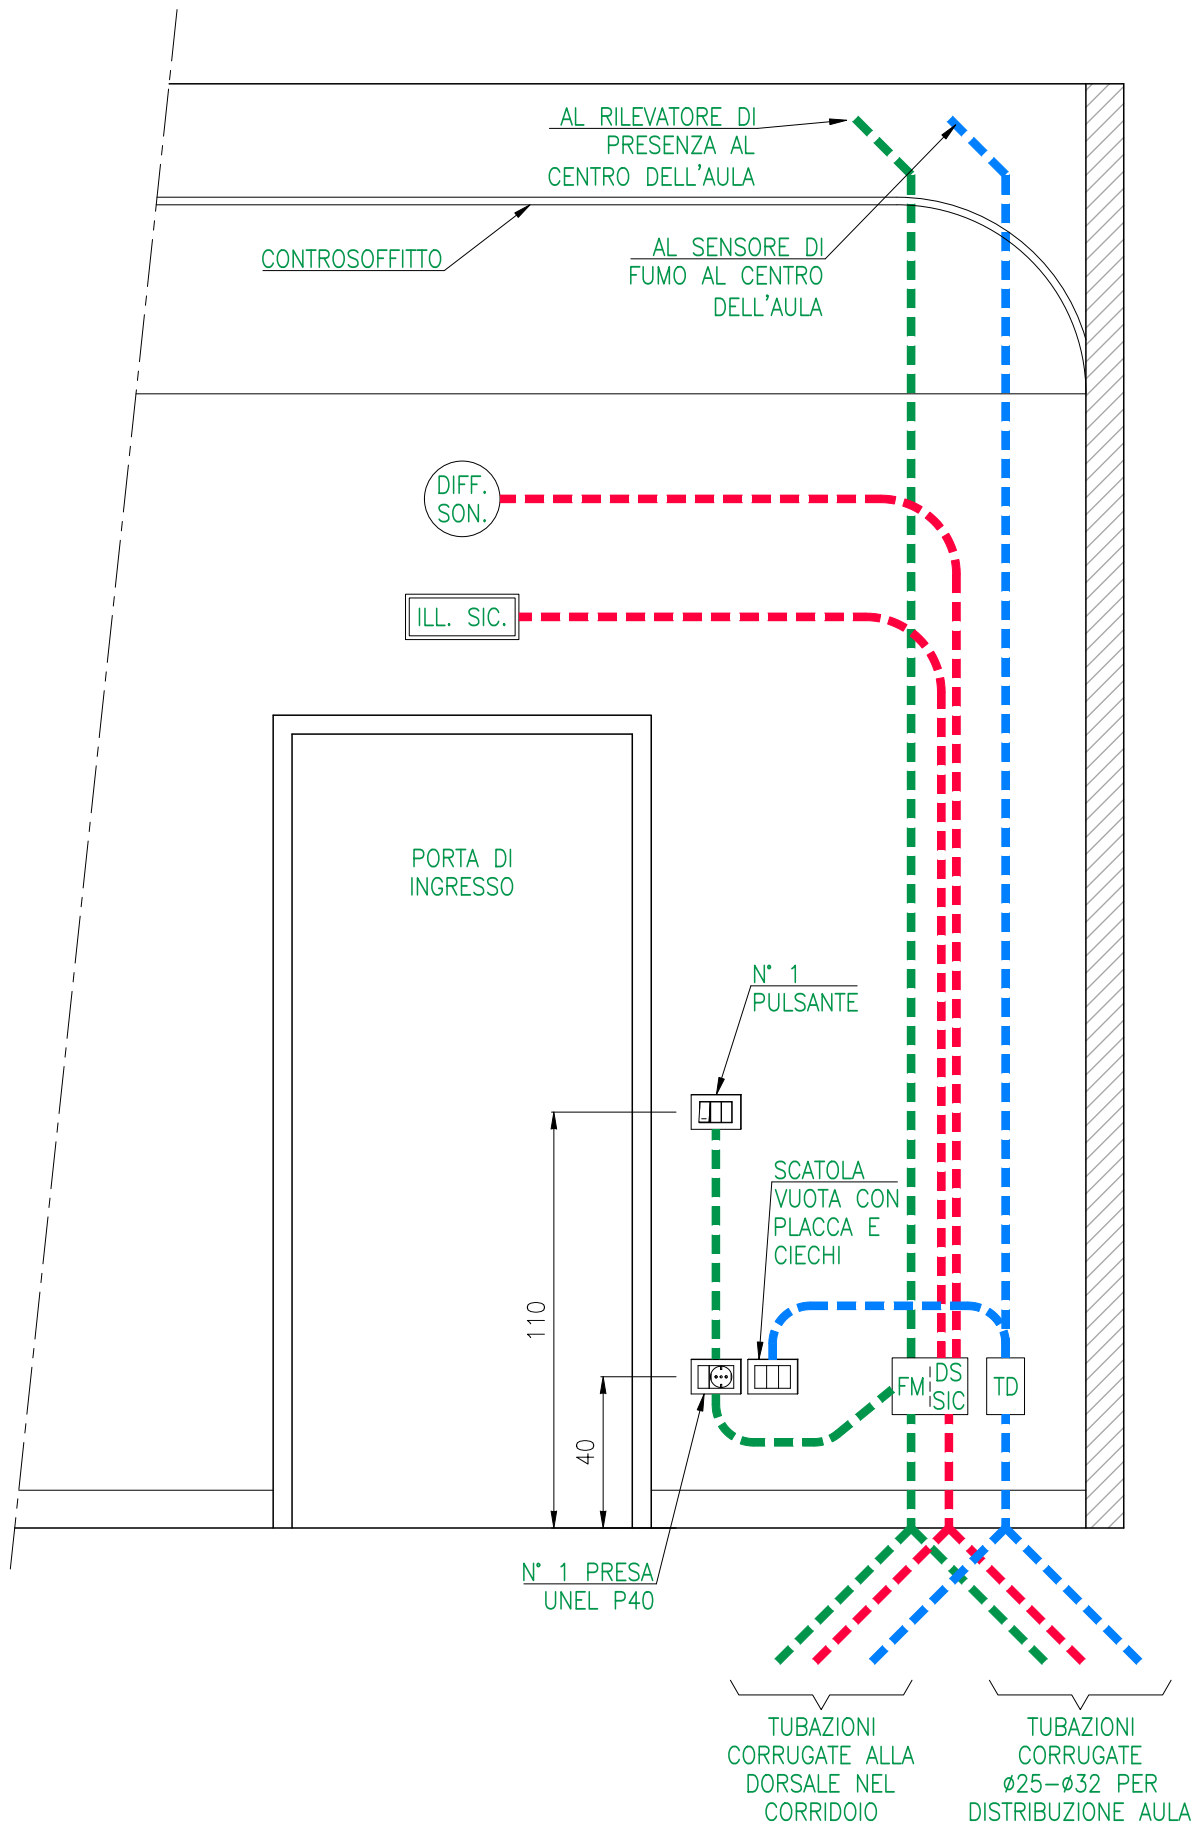 AL RILEVATORE DI
PRESENZA AL
CENTRO DELL'AULA
CONTROSOFFITTO
AL SENSORE DI
FUMO AL CENTRO
DELL'AULA
DIFF.
SON.
ILL. SIC.
PORTA DI
INGRESSO
N° 1
PULSANTE
SCATOLA
VUOTA CON
PLACCA E
CIECHI
110
40
FM
DS
SIC
TD
N° 1 PRESA
UNEL P40
TUBAZIONI
CORRUGATE ALLA
DORSALE NEL
CORRIDOIO
TUBAZIONI
CORRUGATE
ø25-ø32 PER
DISTRIBUZIONE AULA